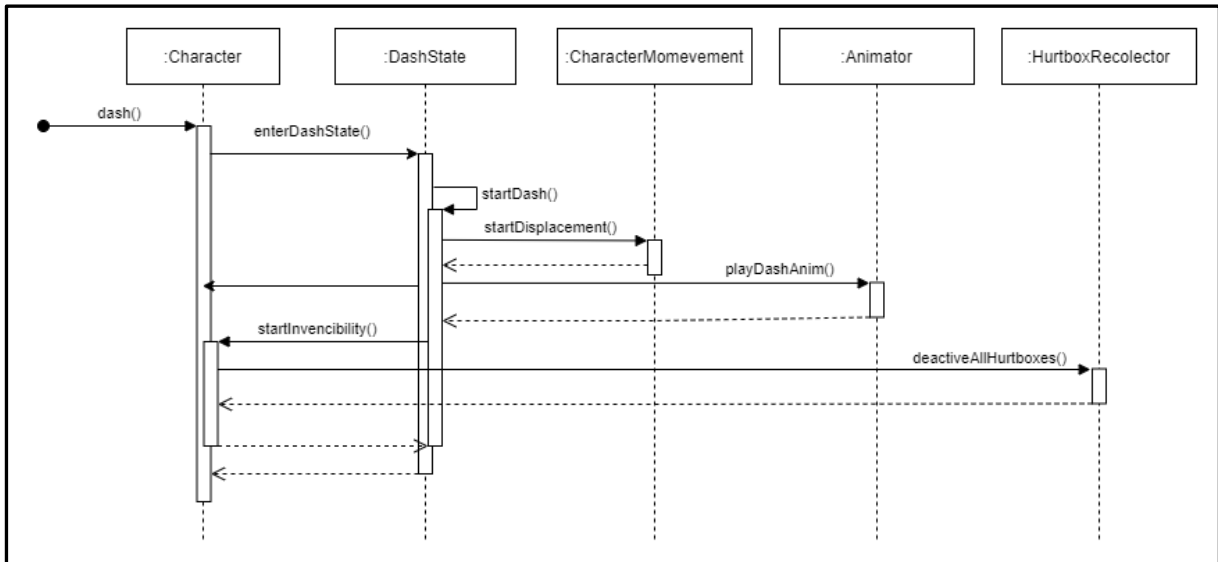 :Character
:DashState
:CharacterMomevement
:Animator
:HurtboxRecolector
dash()
enterDashState()
startDash()
startDisplacement()
playDashAnim()
startInvencibility()
deactiveAllHurtboxes()